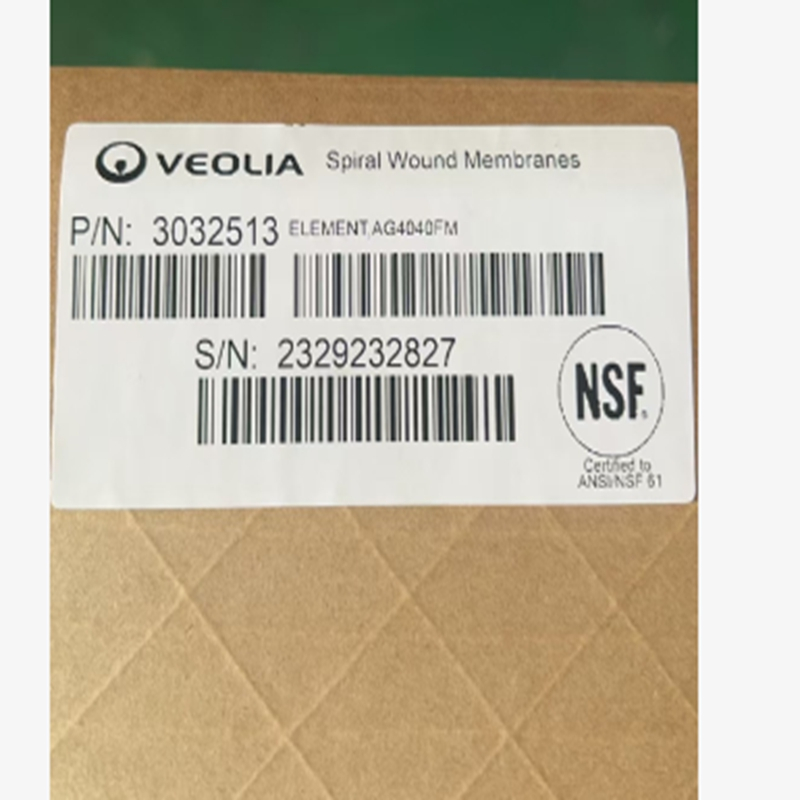 VEOLIA Spiral Wound Membranes
P/N: 3032513 ELEMENT,AG4040FM
S/N: 2329232827
NSF®
Certified to
ANSI/NSF 61